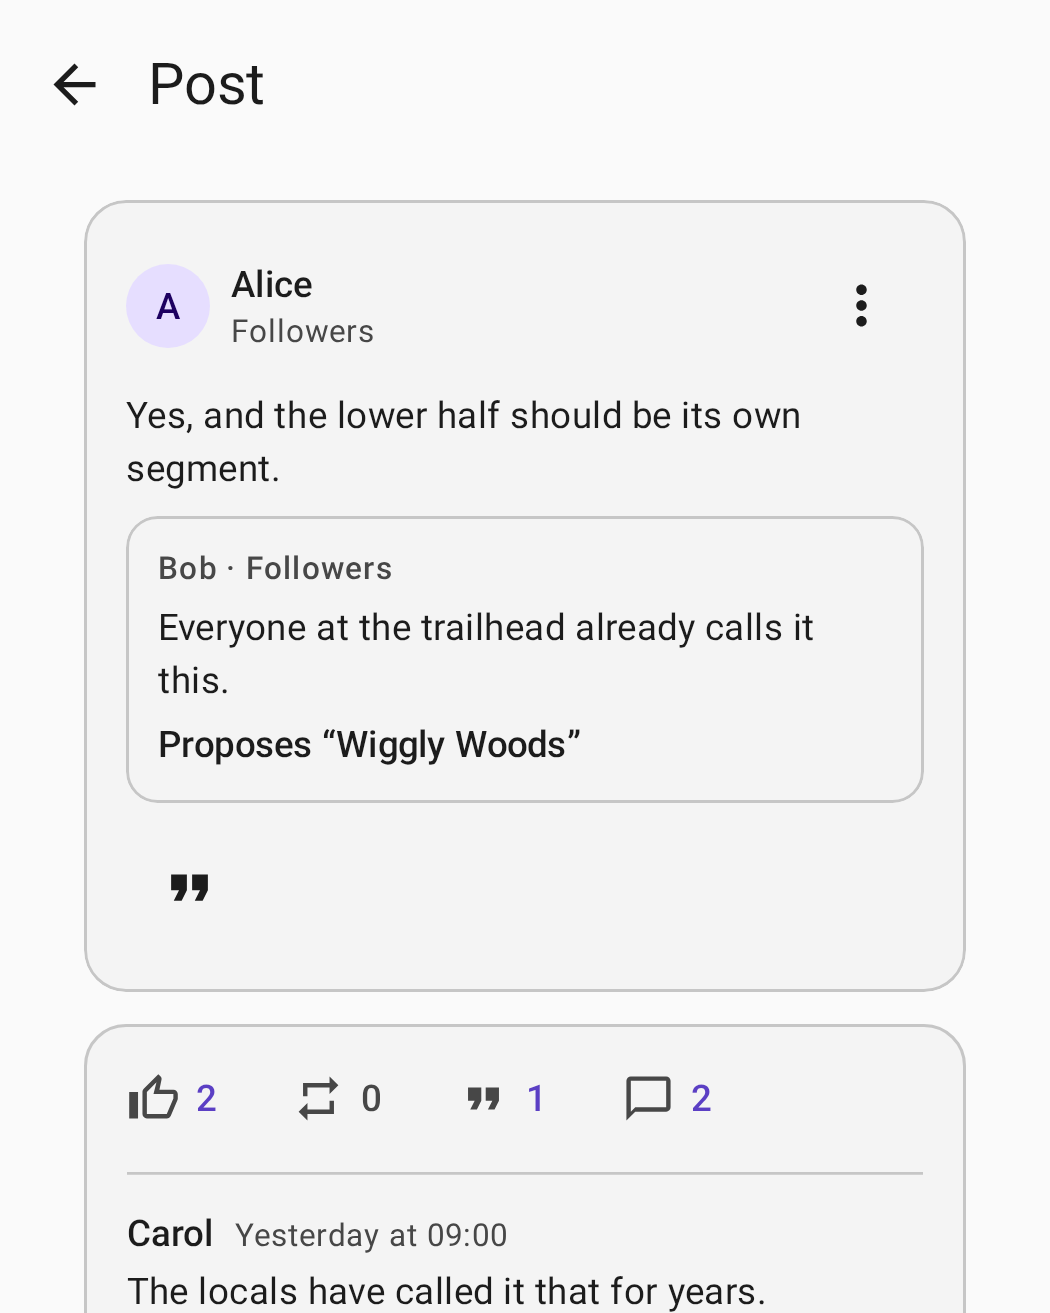 Post
A
Alice
Followers
Yes, and the lower half should be its own
segment.
Bob · Followers
Everyone at the trailhead already calls it
this.
Proposes “Wiggly Woods”
2 0 1 2
Carol Yesterday at 09:00
The locals have called it that for years.